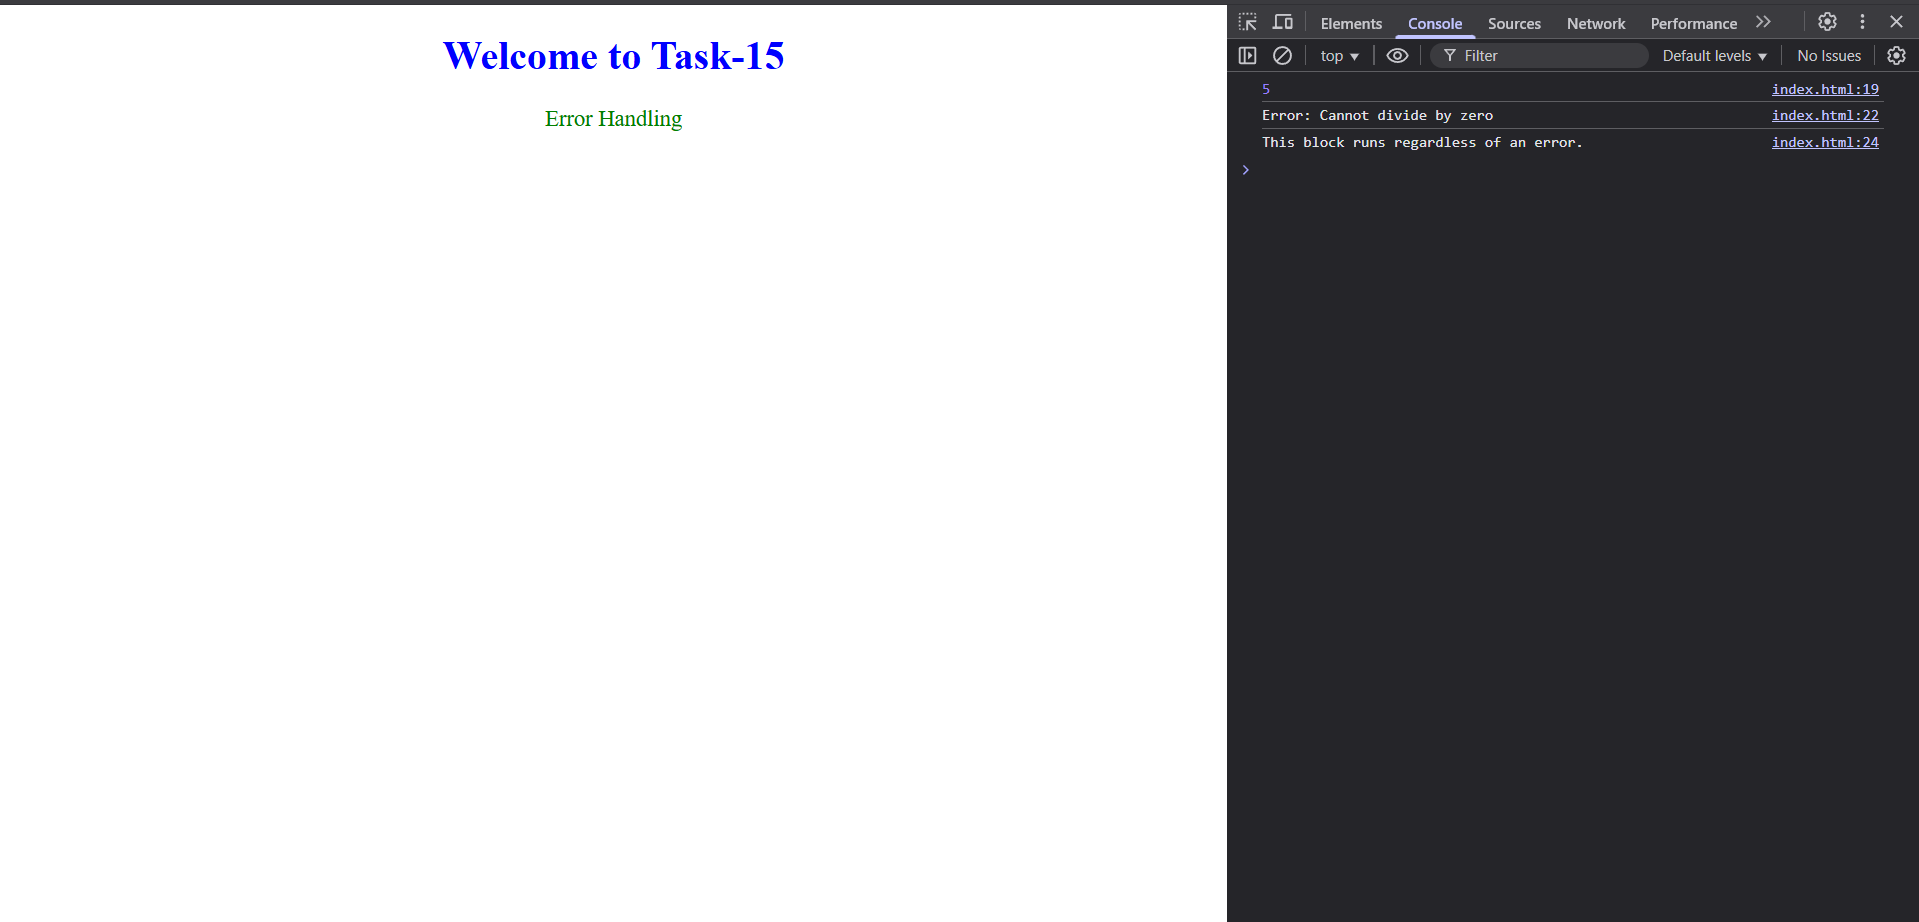 Welcome to Task-15
Error Handling
Elements Console Sources Network Performance
top Filter Default levels No Issues
5 index.html:19
Error: Cannot divide by zero index.html:22
This block runs regardless of an error. index.html:24